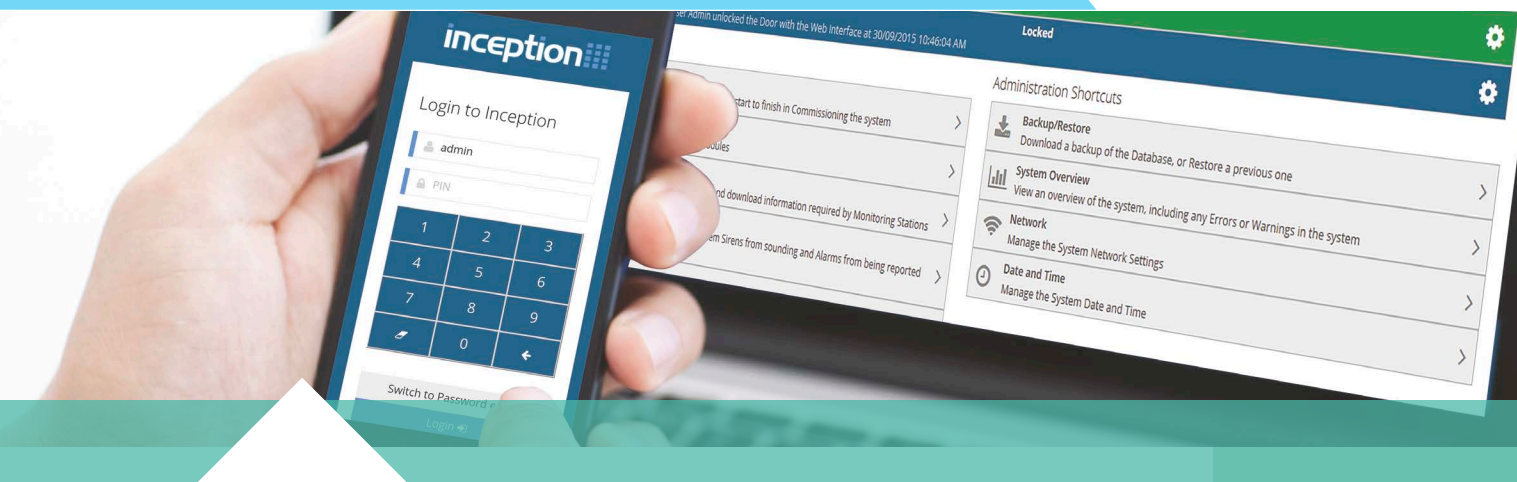 inception
Login to Inception
admin
PIN
1 2 3
4 5 6
7 8 9
0
Switch to Password
Login
User Admin unlocked the Door with the Web Interface at 30/09/2015 10:46:04 AM
Locked
start to finish in Commissioning the system
and download information required by Monitoring Stations
Sirens from sounding and Alarms from being reported
Administration Shortcuts
Backup/Restore
Download a backup of the Database, or Restore a previous one
System Overview
View an overview of the system, including any Errors or Warnings in the system
Network
Manage the System Network Settings
Date and Time
Manage the System Date and Time